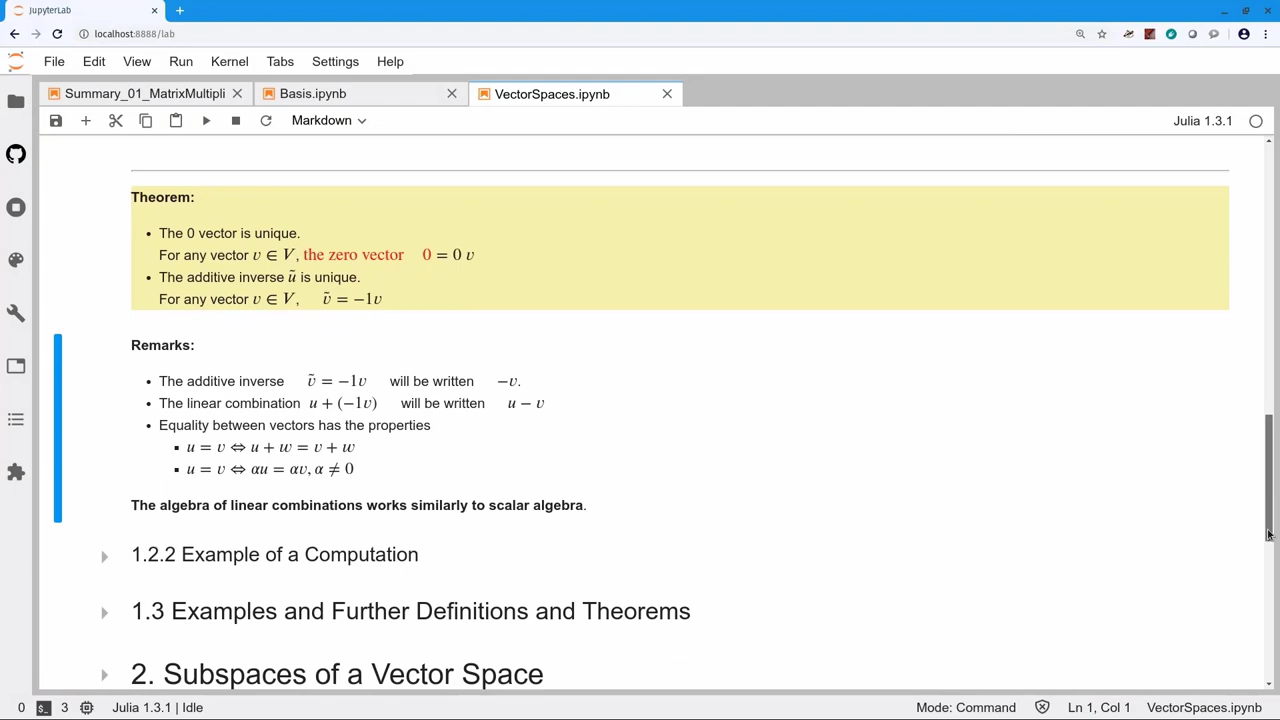 JupyterLab
localhost:8888/lab
File Edit View Run Kernel Tabs Settings Help
Summary_01_MatrixMultipli Basis.ipynb VectorSpaces.ipynb
Markdown Julia 1.3.1
Theorem:
• The 0 vector is unique.
For any vector v ∈ V, the zero vector 0 = 0 v
• The additive inverse ũ is unique.
For any vector v ∈ V, ṽ = −1v
Remarks:
• The additive inverse ṽ = −1v will be written −v.
• The linear combination u + (−1v) will be written u − v
• Equality between vectors has the properties
▪ u = v ⇔ u + w = v + w
▪ u = v ⇔ αu = αv, α ≠ 0
The algebra of linear combinations works similarly to scalar algebra.
1.2.2 Example of a Computation
1.3 Examples and Further Definitions and Theorems
2. Subspaces of a Vector Space
0 3 Julia 1.3.1 | Idle Mode: Command Ln 1, Col 1 VectorSpaces.ipynb